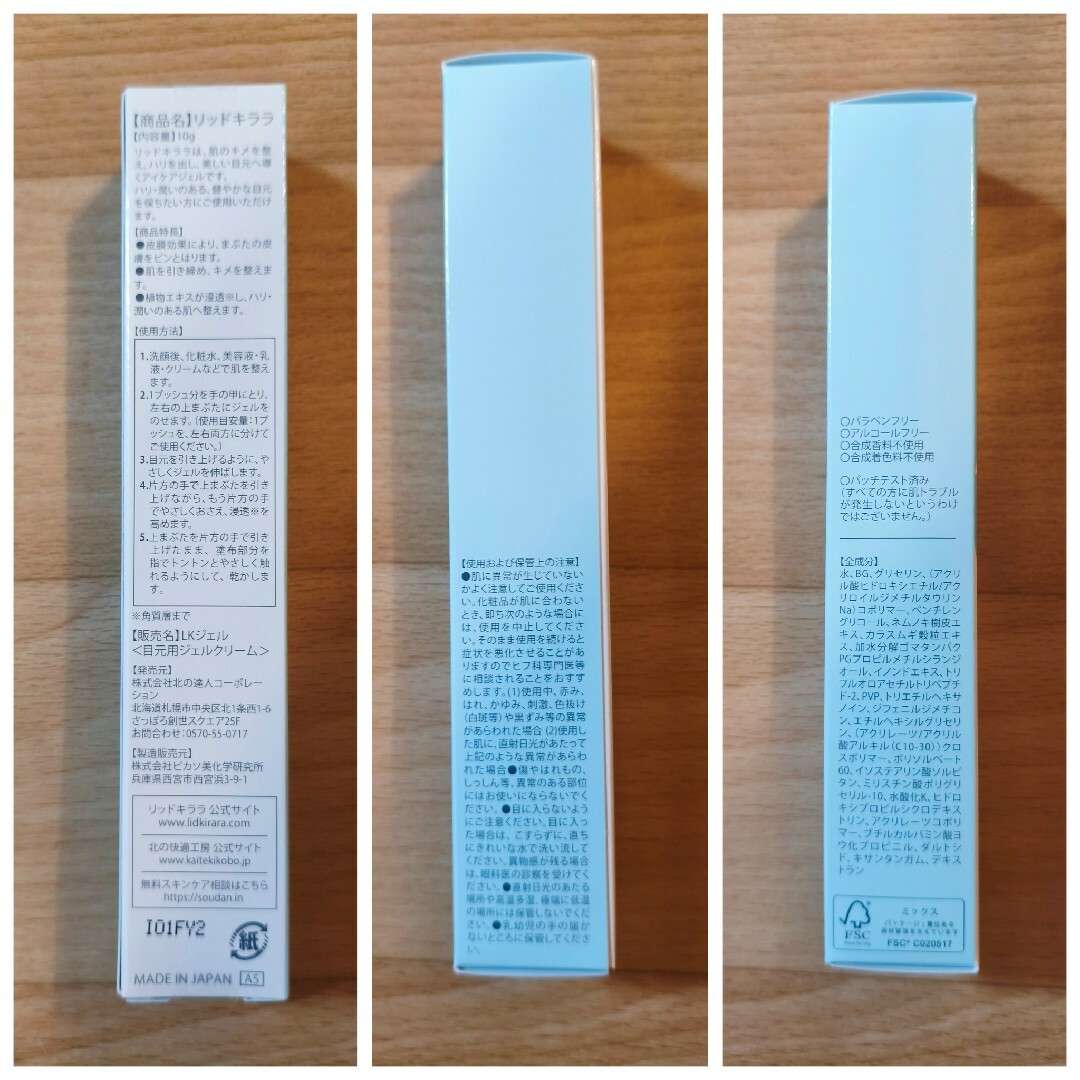 【商品名】リッドキララ
【内容量】10g
リッドキララは、肌のキメを整
え、ハリを出し、美しい目元へ導
くアイケアジェルです。
ハリ・潤いのある、健やかな目元
を保ちたい方にご使用いただけ
ます。
【商品特長】
●皮膜効果により、まぶたの皮
膚をピンとはります。
●肌を引き締め、キメを整えま
す。
●植物エキスが浸透※し、ハリ・
潤いのある肌へ整えます。
【使用方法】
1.洗顔後、化粧水、美容液・乳
液・クリームなどで肌を整え
ます。
2.1プッシュ分を手の甲にとり、
左右の上まぶたにジェルを
のせます。(使用目安量:1プ
ッシュを、左右両方に分けて
ご使用ください。)
3.目元を引き上げるように、や
さしくジェルを伸ばします。
4.片方の手で上まぶたを引き
上げながら、もう片方の手
でやさしくおさえ、浸透※を
高めます。
5.上まぶたを片方の手で引き
上げたまま、塗布部分を
指でトントンとやさしく触
れるようにして、乾かしま
す。
※角質層まで
【販売名】LKジェル
＜目元用ジェルクリーム＞
【発売元】
株式会社北の達人コーポレー
ション
北海道札幌市中央区北1条西1-6
さっぽろ創世スクエア25F
お問合わせ:0570-55-0717
【製造販売元】
株式会社ピカソ美化学研究所
兵庫県西宮市西宮浜3-9-1
リッドキララ 公式サイト
www.lidkirara.com
北の快適工房 公式サイト
www.kaitekikobo.jp
無料スキンケア相談はこちら
https://soudan.in
I01FY2
紙
MADE IN JAPAN A5
【使用および保管上の注意】
●肌に異常が生じていない
かよく注意してご使用くださ
い。化粧品が肌に合わない
とき、即ち次のような場合に
は、使用を中止してくださ
い。そのまま使用を続けると
症状を悪化させることがあ
りますのでヒフ科専門医等
に相談されることをおすす
めします。(1)使用中、赤み、
はれ、かゆみ、刺激、色抜け
(白斑等)や黒ずみ等の異常
があらわれた場合 (2)使用し
た肌に、直射日光があたって
上記のような異常があらわ
れた場合●傷やはれもの、
しっしん等、異常のある部位
にはお使いにならないでくだ
さい。●目に入らないよう
にご注意ください。目に入っ
た場合は、こすらずに、直ち
にきれいな水で洗い流して
ください。異物感が残る場合
は、眼科医の診察を受けてく
ださい。●直射日光のあたる
場所や高温多湿、極端に低温
の場所には保管しないでくだ
さい。●乳幼児の手の届か
ないところに保管してくださ
い。
○パラベンフリー
○アルコールフリー
○合成香料不使用
○合成着色料不使用
○パッチテスト済み
(すべての方に肌トラブル
が発生しないというわけ
ではございません。)
【全成分】
水、BG、グリセリン、(アクリ
ル酸ヒドロキシエチル/アク
リロイルジメチルタウリン
Na)コポリマー、ペンチレン
グリコール、ネムノキ樹皮エ
キス、カラスムギ穀粒エキ
ス、加水分解ゴマタンパク
PGプロピルメチルシランジ
オール、イノンドエキス、トリ
フルオロアセチルトリペプチ
ド-2、PVP、トリエチルヘキサ
ノイン、ジフェニルジメチコ
ン、エチルヘキシルグリセリ
ン、(アクリレーツ/アクリル
酸アルキル(C10-30))クロ
スポリマー、ポリソルベート
60、イソステアリン酸ソルビ
タン、ミリスチン酸ポリグリ
セリル-10、水酸化K、ヒドロ
キシプロピルシクロデキス
トリン、アクリレーツコポリ
マー、ブチルカルバミン酸ヨ
ウ化プロピニル、ダルトシ
ド、キサンタンガム、デキス
トラン
FSC
www.fsc.org
ミックス
パッケージ | 責任ある
森林管理を支えています
FSC® C020517